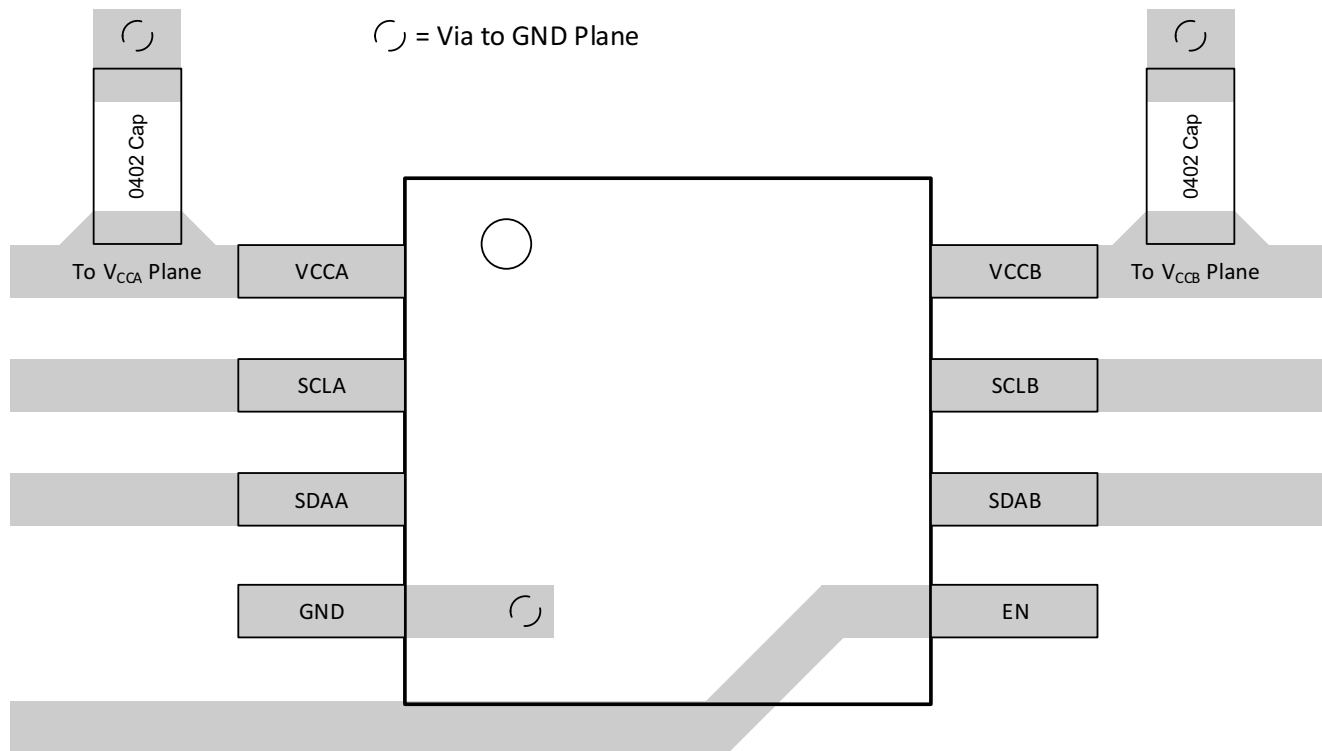 = Via to GND Plane
0402 Cap
0402 Cap
To VCCA Plane
VCCA
VCCB
To VCCB Plane
SCLA
SCLB
SDAA
SDAB
GND
EN